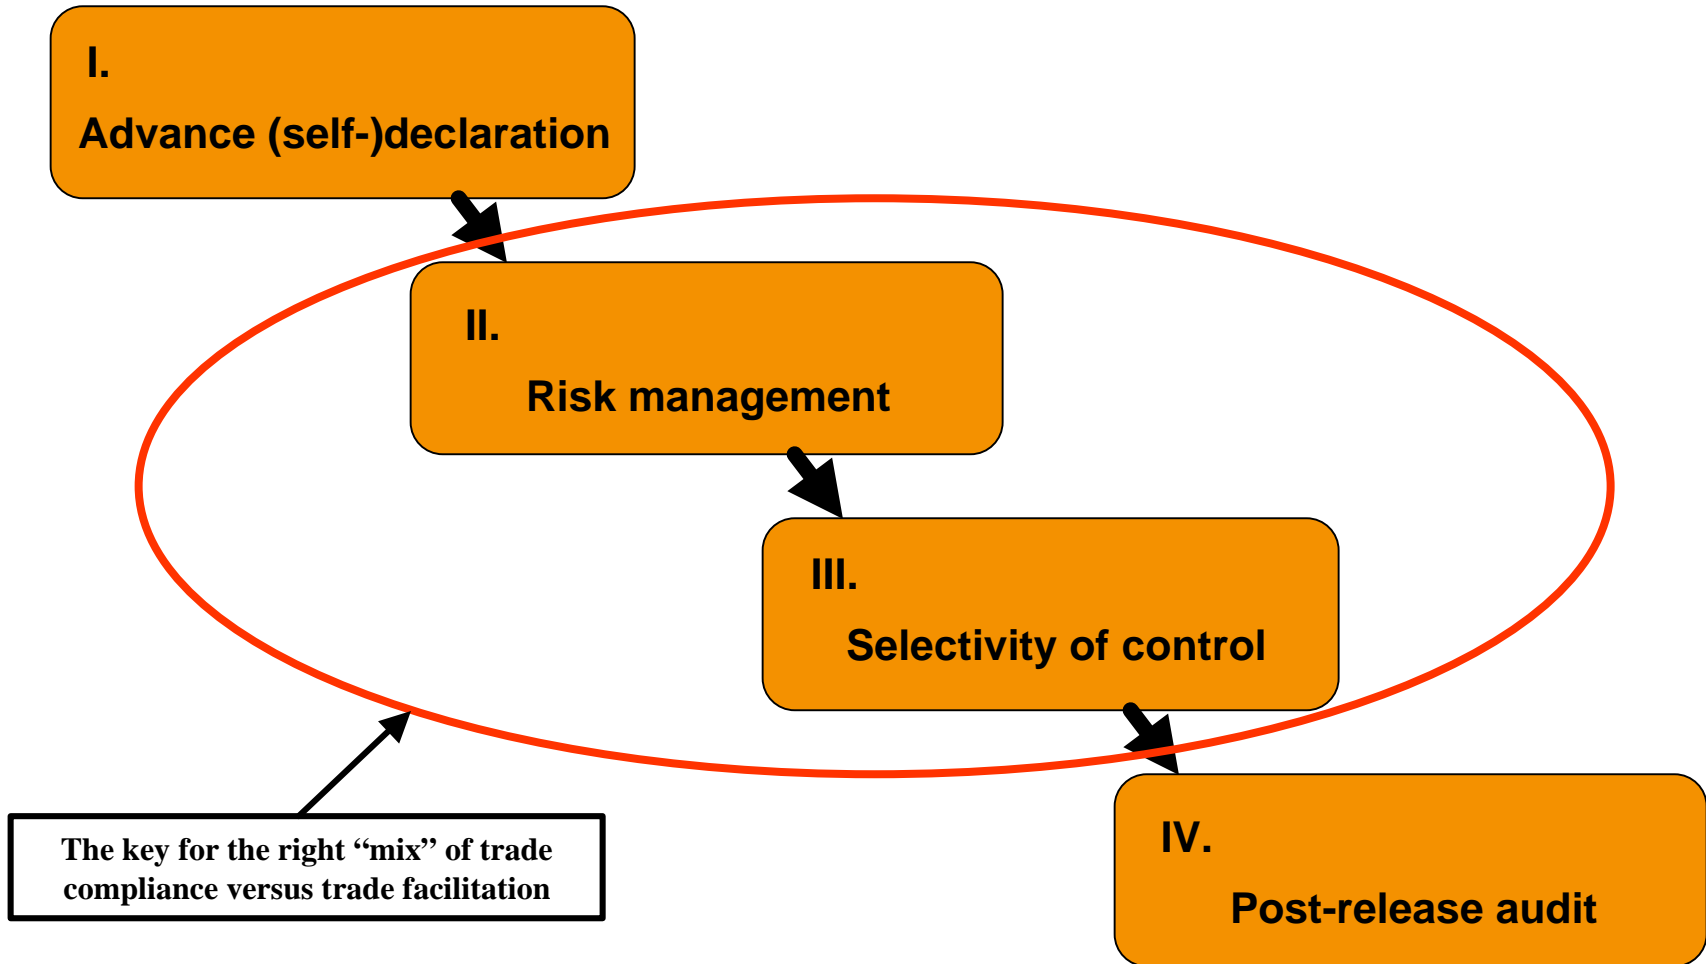 I.
Advance (self-)declaration
II.
Risk management
III.
Selectivity of control
The key for the right “mix” of trade
compliance versus trade facilitation
IV.
Post-release audit